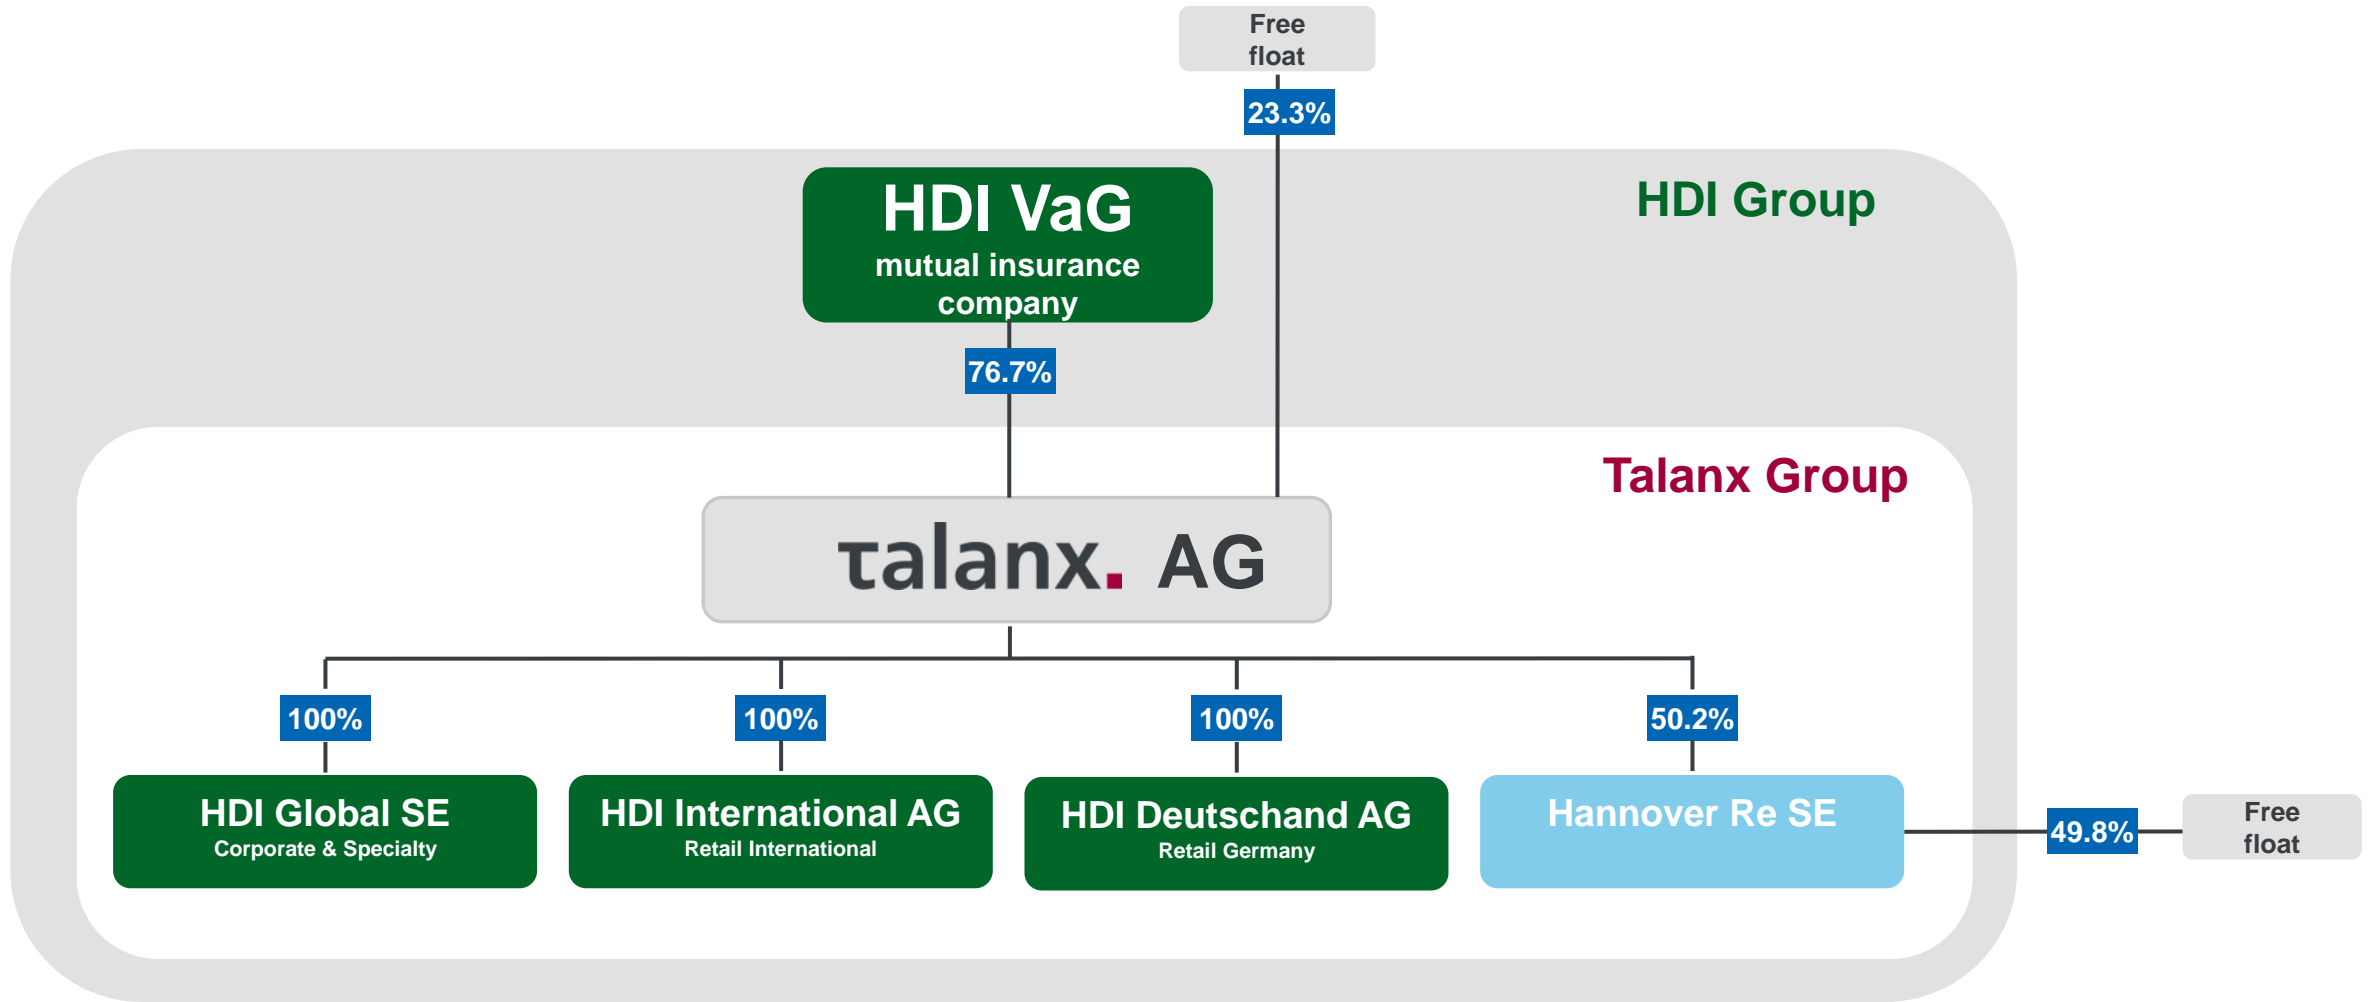 Free
float
23.3%
HDI VaG
mutual insurance
company
HDI Group
76.7%
Talanx Group
τalanx. AG
100%
100%
100%
50.2%
HDI Global SE
Corporate & Specialty
HDI International AG
Retail International
HDI Deutschand AG
Retail Germany
Hannover Re SE
49.8%
Free
float